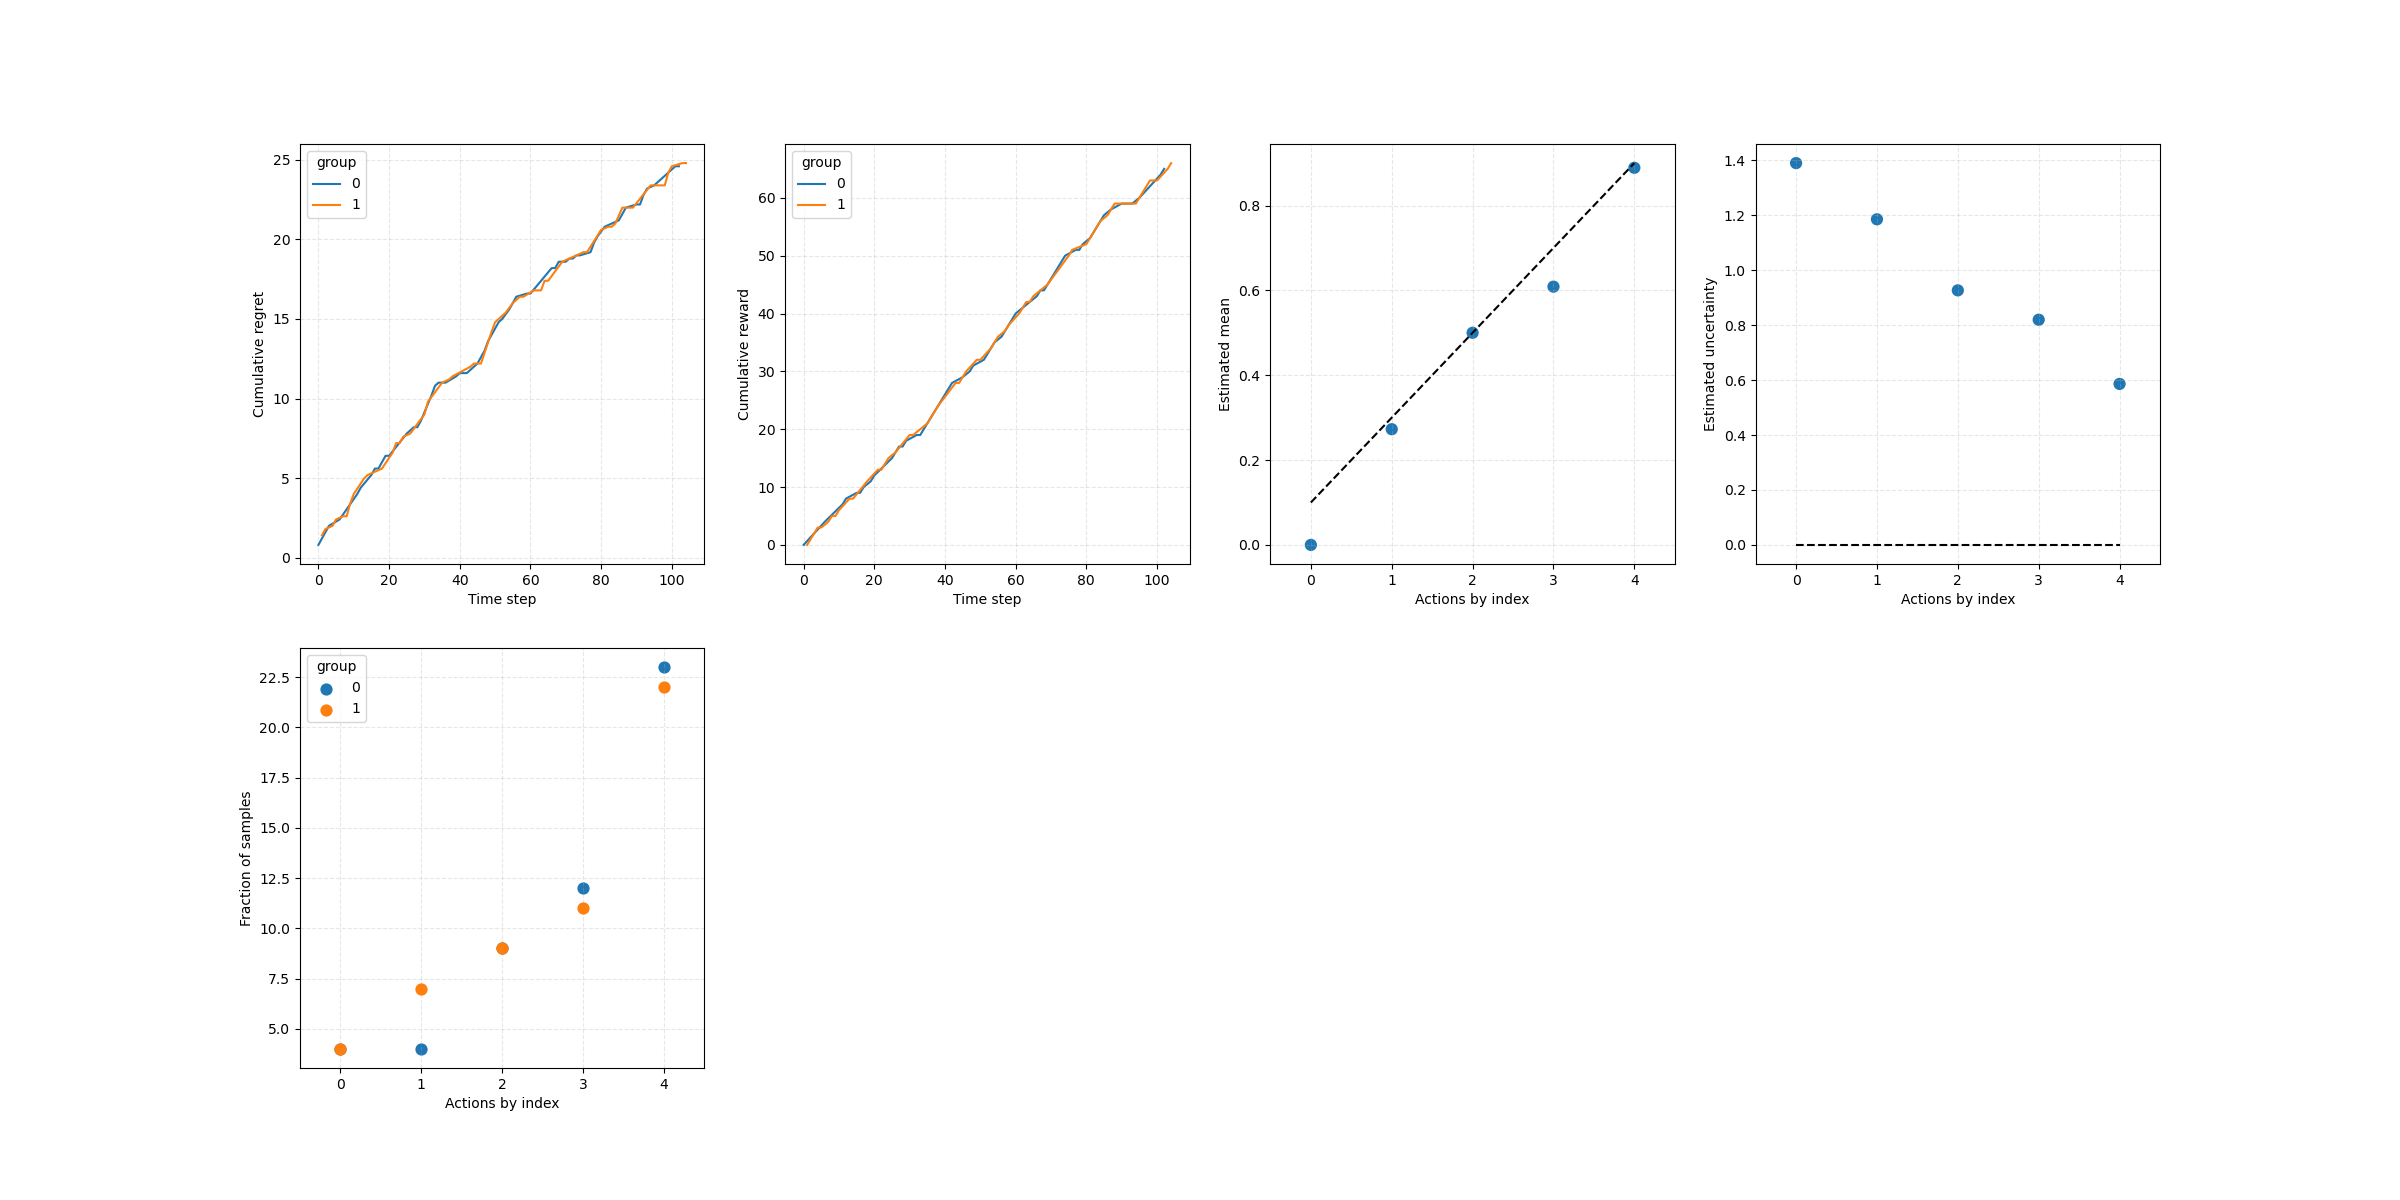 Cumulative regret
25
20
15
10
5
0
group
0
1
0 20 40 60 80 100
Time step
Cumulative reward
60
50
40
30
20
10
0
group
0
1
0 20 40 60 80 100
Time step
Estimated mean
0.8
0.6
0.4
0.2
0.0
0 1 2 3 4
Actions by index
Estimated uncertainty
1.4
1.2
1.0
0.8
0.6
0.4
0.2
0.0
0 1 2 3 4
Actions by index
Fraction of samples
22.5
20.0
17.5
15.0
12.5
10.0
7.5
5.0
group
0
1
0 1 2 3 4
Actions by index